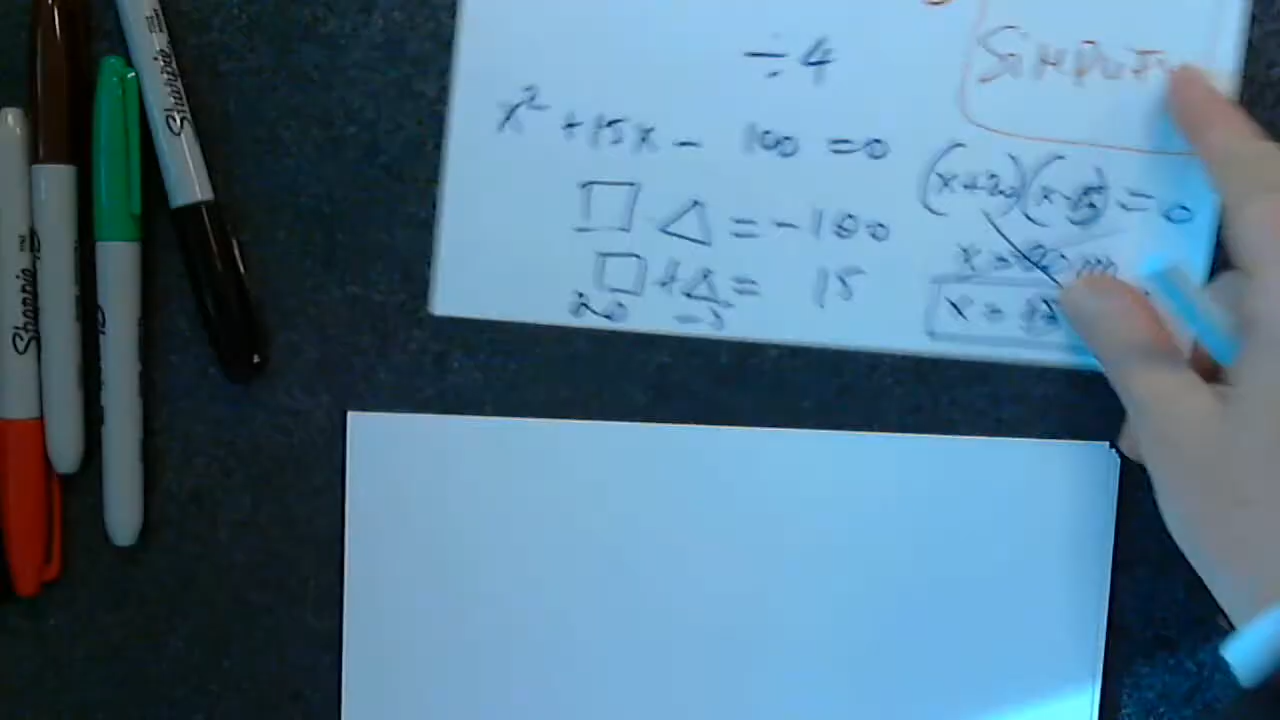 ÷ 4
x² + 15x - 100 = 0
□ △ = -100
□ + △ = 15
20 -5
(x+20)(x-5) = 0
x =
x =
Sharpie
Sharpie